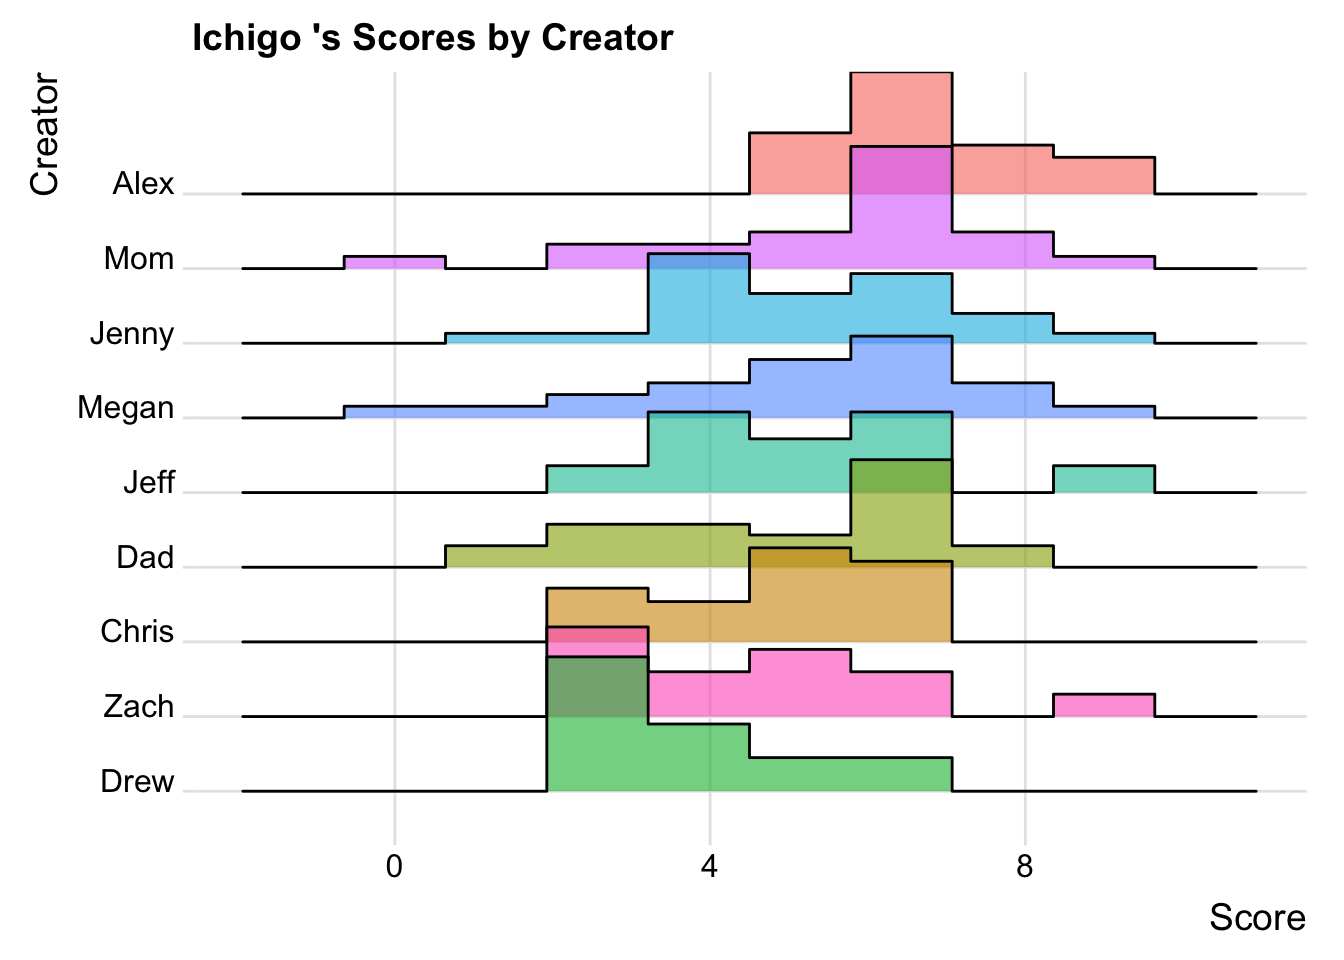 Ichigo 's Scores by Creator
Creator
Alex
Mom
Jenny
Megan
Jeff
Dad
Chris
Zach
Drew
0 4 8
Score